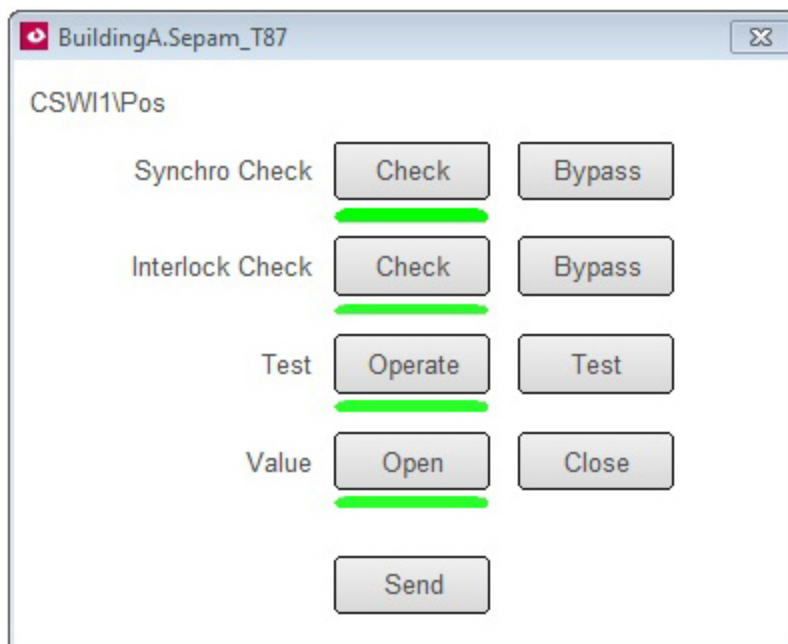 BuildingA.Sepam_T87
CSWI1\Pos
Synchro Check Check Bypass
Interlock Check Check Bypass
Test Operate Test
Value Open Close
Send